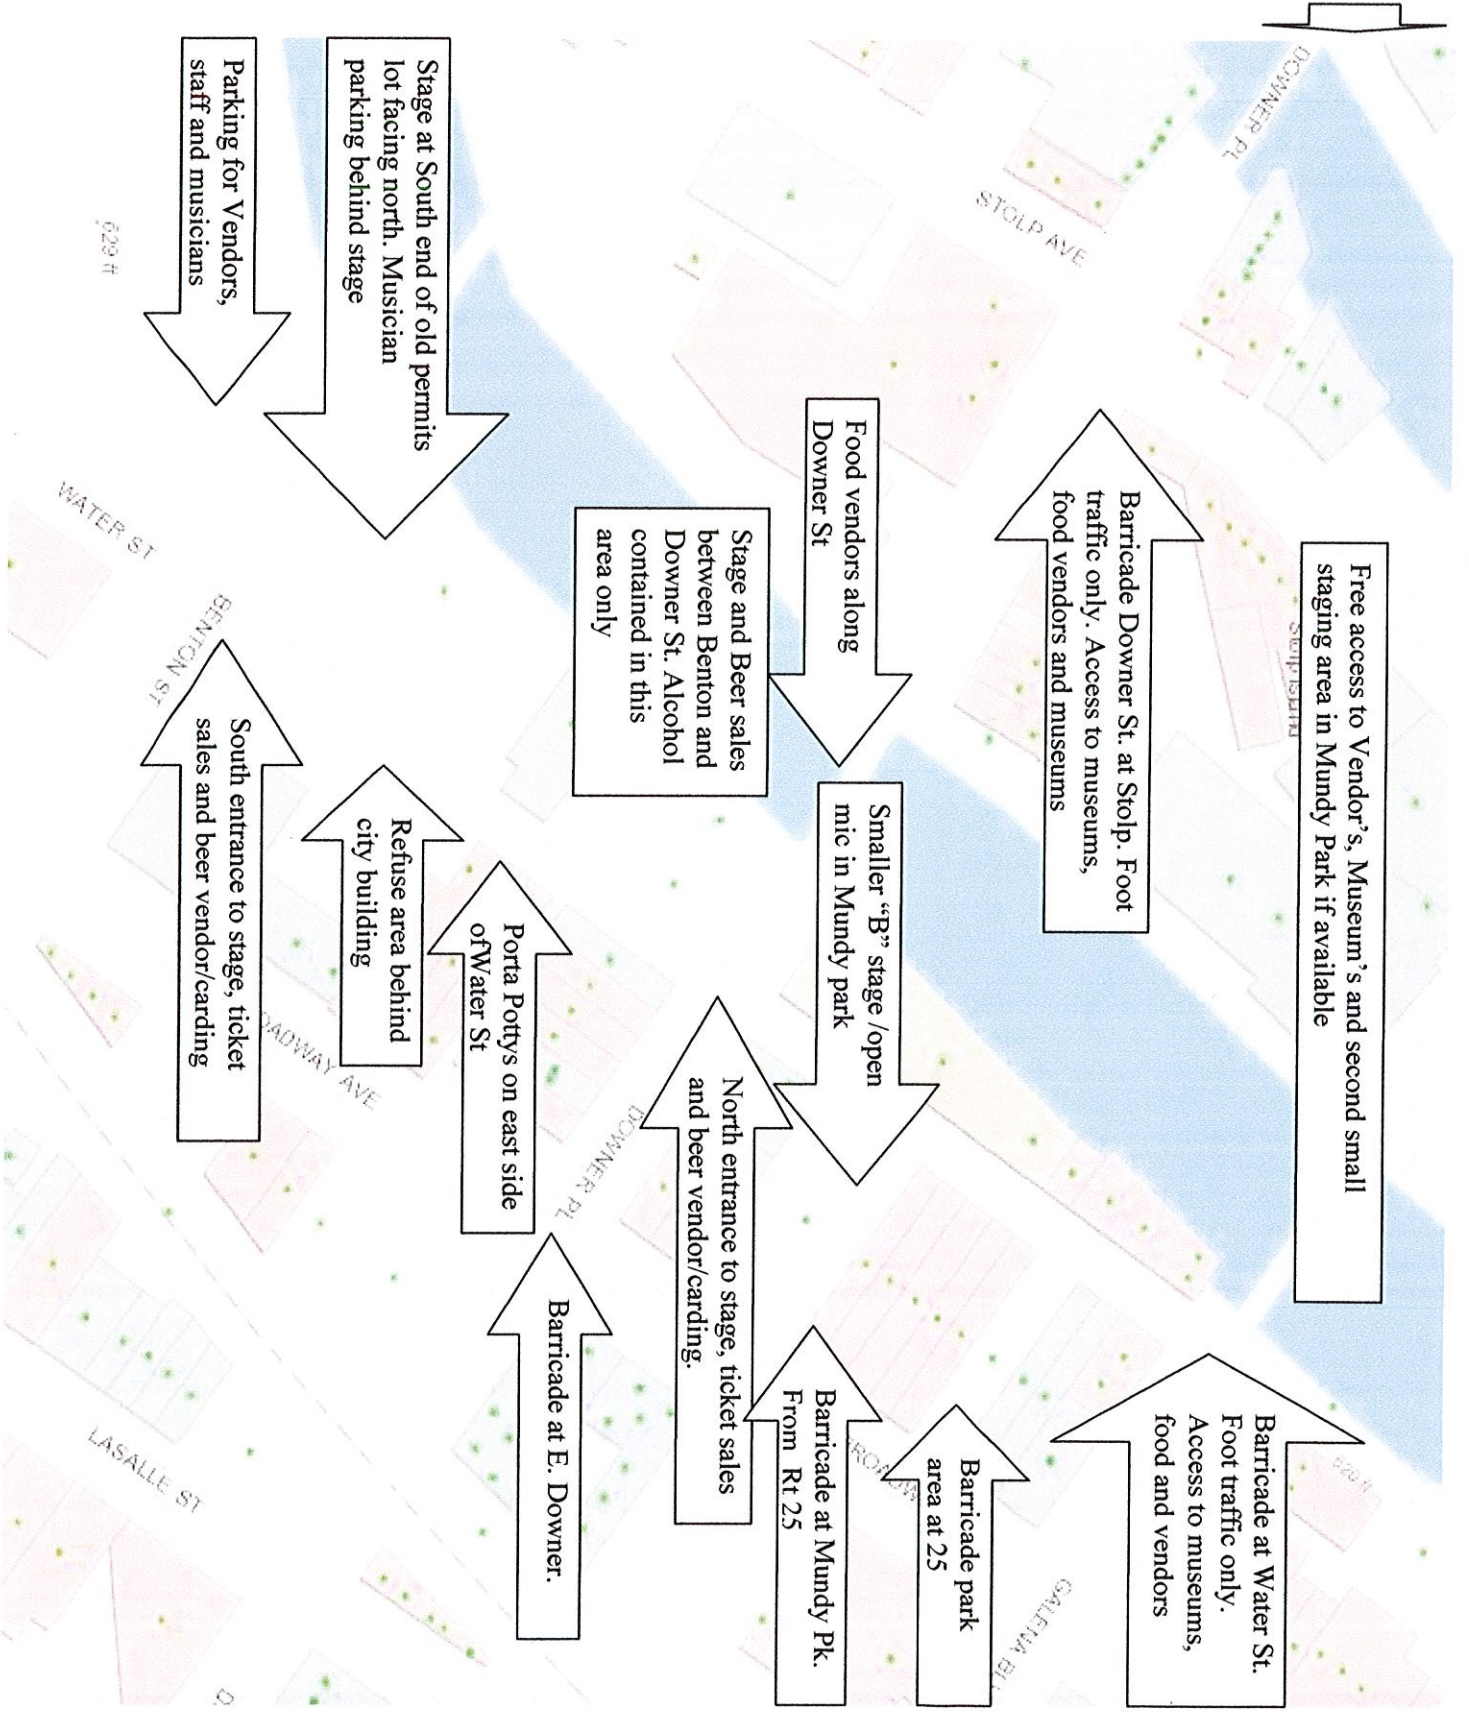 Free access to Vendor's, Museum's and second small
staging area in Mundy Park if available
Barricade at Water St.
Foot traffic only.
Access to museums,
food and vendors
DOWNER PL
STOLP AVE
Barricade Downer St. at Stolp. Foot
traffic only. Access to museums,
food vendors and museums
Barricade park
area at 25
GALENA BL
Food vendors along
Downer St
Smaller "B" stage /open
mic in Mundy park
Barricade at Mundy Pk.
From Rt 25
Stage and Beer sales
between Benton and
Downer St. Alcohol
contained in this
area only
North entrance to stage, ticket sales
and beer vendor/carding.
DOWNER PL
Barricade at E. Downer.
Stage at South end of old permits
lot facing north. Musician
parking behind stage
Porta Pottys on east side
ofWater St
Refuse area behind
city building
OADWAY AVE
Parking for Vendors,
staff and musicians
South entrance to stage, ticket
sales and beer vendor/carding
BENTON ST
WATER ST
LASALLE ST
629 ft